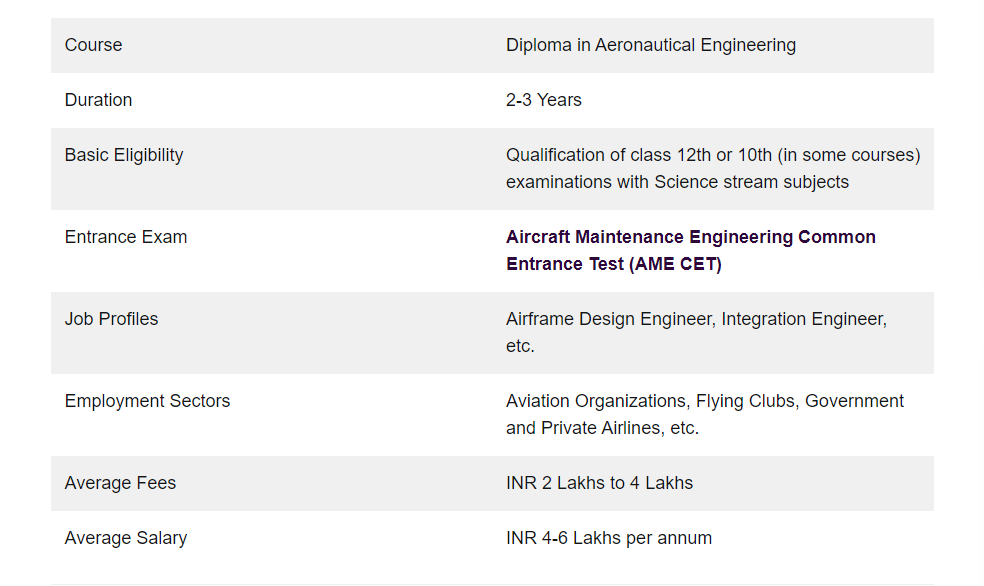 Course
Diploma in Aeronautical Engineering
Duration
2-3 Years
Basic Eligibility
Qualification of class 12th or 10th (in some courses)
examinations with Science stream subjects
Entrance Exam
Aircraft Maintenance Engineering Common
Entrance Test (AME CET)
Job Profiles
Airframe Design Engineer, Integration Engineer,
etc.
Employment Sectors
Aviation Organizations, Flying Clubs, Government
and Private Airlines, etc.
Average Fees
INR 2 Lakhs to 4 Lakhs
Average Salary
INR 4-6 Lakhs per annum